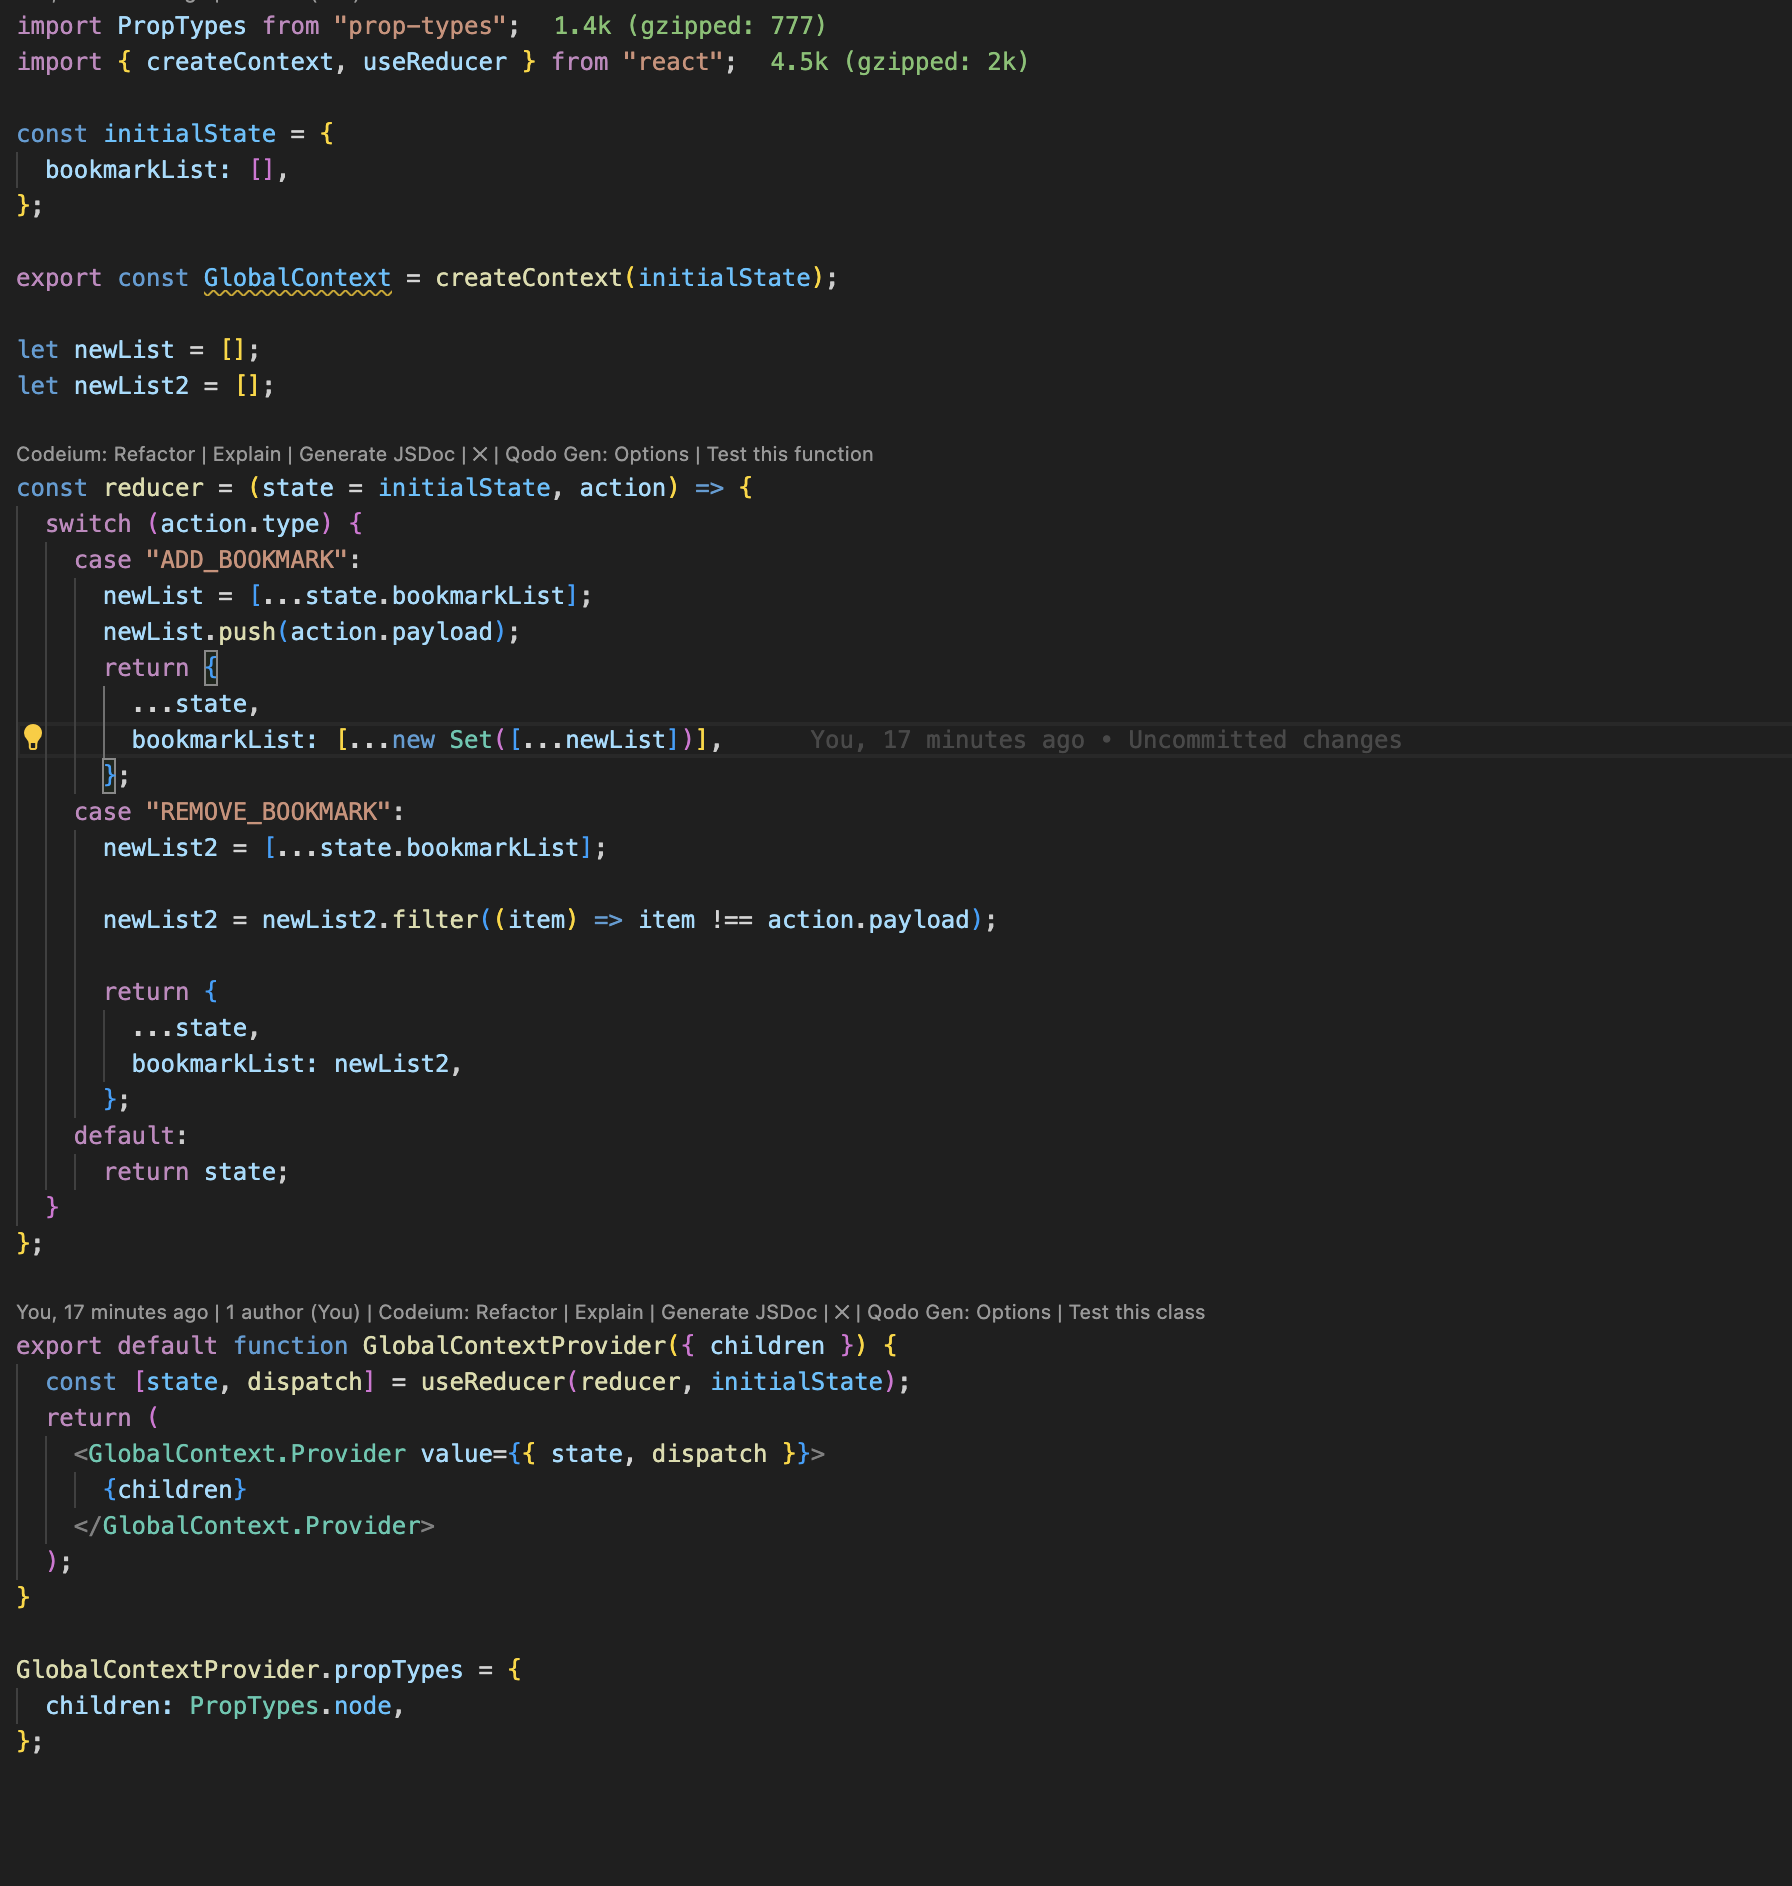 import PropTypes from "prop-types";  1.4k (gzipped: 777)
import { createContext, useReducer } from "react";  4.5k (gzipped: 2k)

const initialState = {
  bookmarkList: [],
};

export const GlobalContext = createContext(initialState);

let newList = [];
let newList2 = [];

Codeium: Refactor | Explain | Generate JSDoc | X | Qodo Gen: Options | Test this function
const reducer = (state = initialState, action) => {
  switch (action.type) {
    case "ADD_BOOKMARK":
      newList = [...state.bookmarkList];
      newList.push(action.payload);
      return {
        ...state,
        bookmarkList: [...new Set([...newList])],      You, 17 minutes ago • Uncommitted changes
      };
    case "REMOVE_BOOKMARK":
      newList2 = [...state.bookmarkList];

      newList2 = newList2.filter((item) => item !== action.payload);

      return {
        ...state,
        bookmarkList: newList2,
      };
    default:
      return state;
  }
};

You, 17 minutes ago | 1 author (You) | Codeium: Refactor | Explain | Generate JSDoc | X | Qodo Gen: Options | Test this class
export default function GlobalContextProvider({ children }) {
  const [state, dispatch] = useReducer(reducer, initialState);
  return (
    <GlobalContext.Provider value={{ state, dispatch }}>
      {children}
    </GlobalContext.Provider>
  );
}

GlobalContextProvider.propTypes = {
  children: PropTypes.node,
};